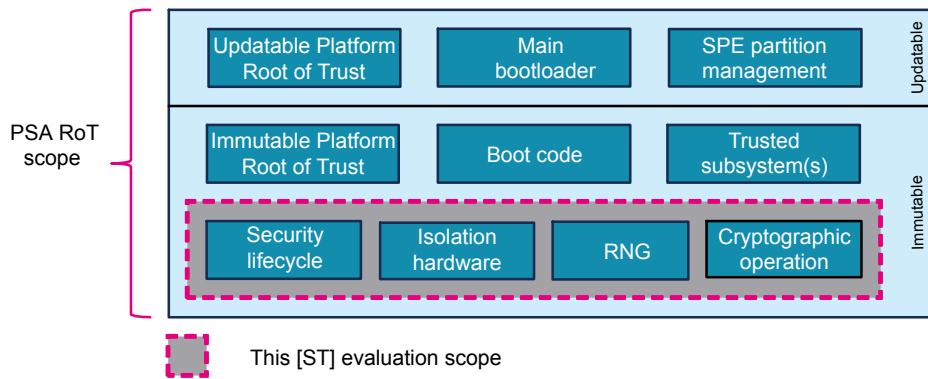 Updatable Platform
Root of Trust
Main
bootloader
SPE partition
management
Updatable
PSA RoT
scope
Immutable Platform
Root of Trust
Boot code
Trusted
subsystem(s)
Immutable
Security
lifecycle
Isolation
hardware
RNG
Cryptographic
operation
This [ST] evaluation scope